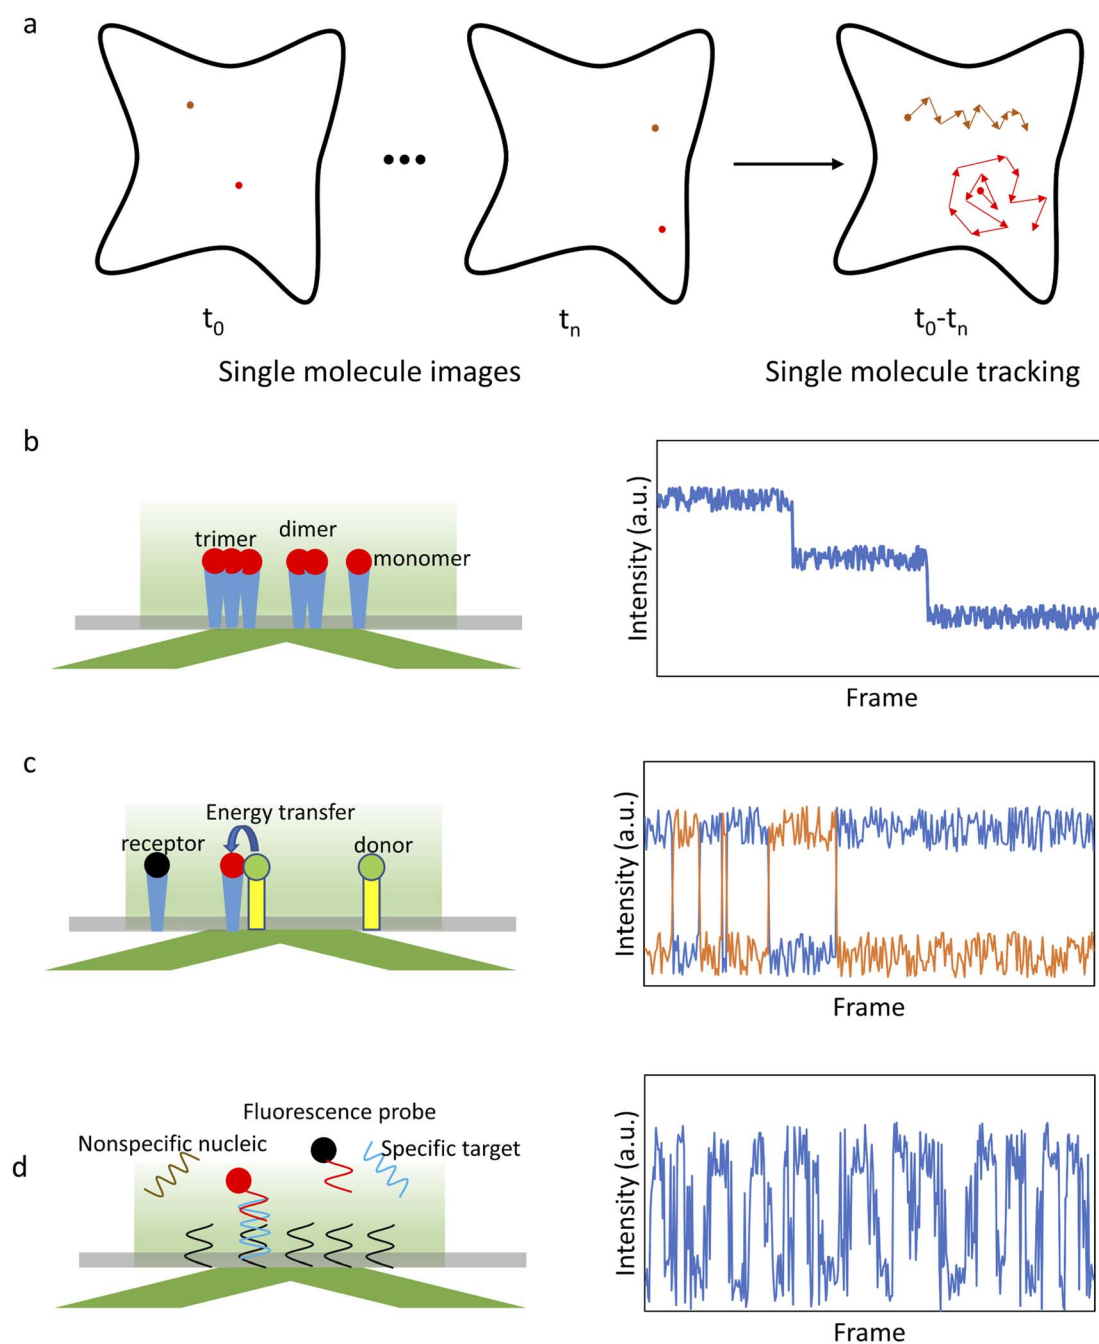 a
t0
tn
t0-tn
Single molecule images
Single molecule tracking
b
trimer
dimer
monomer
Intensity (a.u.)
Frame
c
Energy transfer
receptor
donor
Intensity (a.u.)
Frame
d
Fluorescence probe
Nonspecific nucleic
Specific target
Intensity (a.u.)
Frame